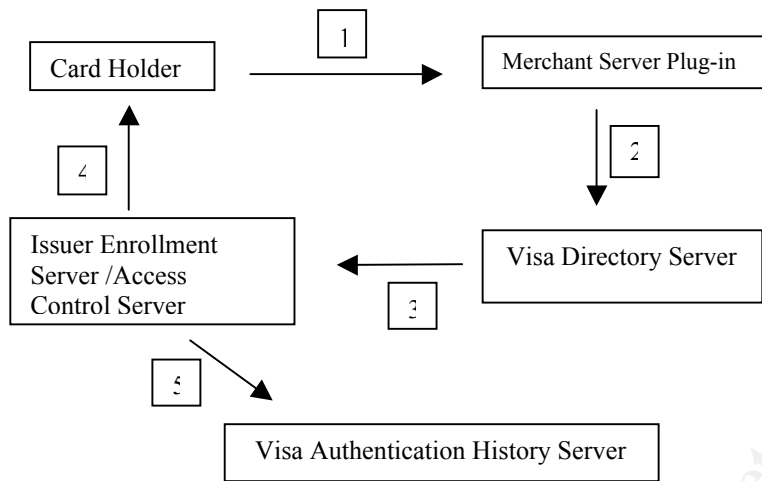 1
Card Holder
Merchant Server Plug-in
4
2
Issuer Enrollment
Server /Access
Control Server
Visa Directory Server
3
5
Visa Authentication History Server